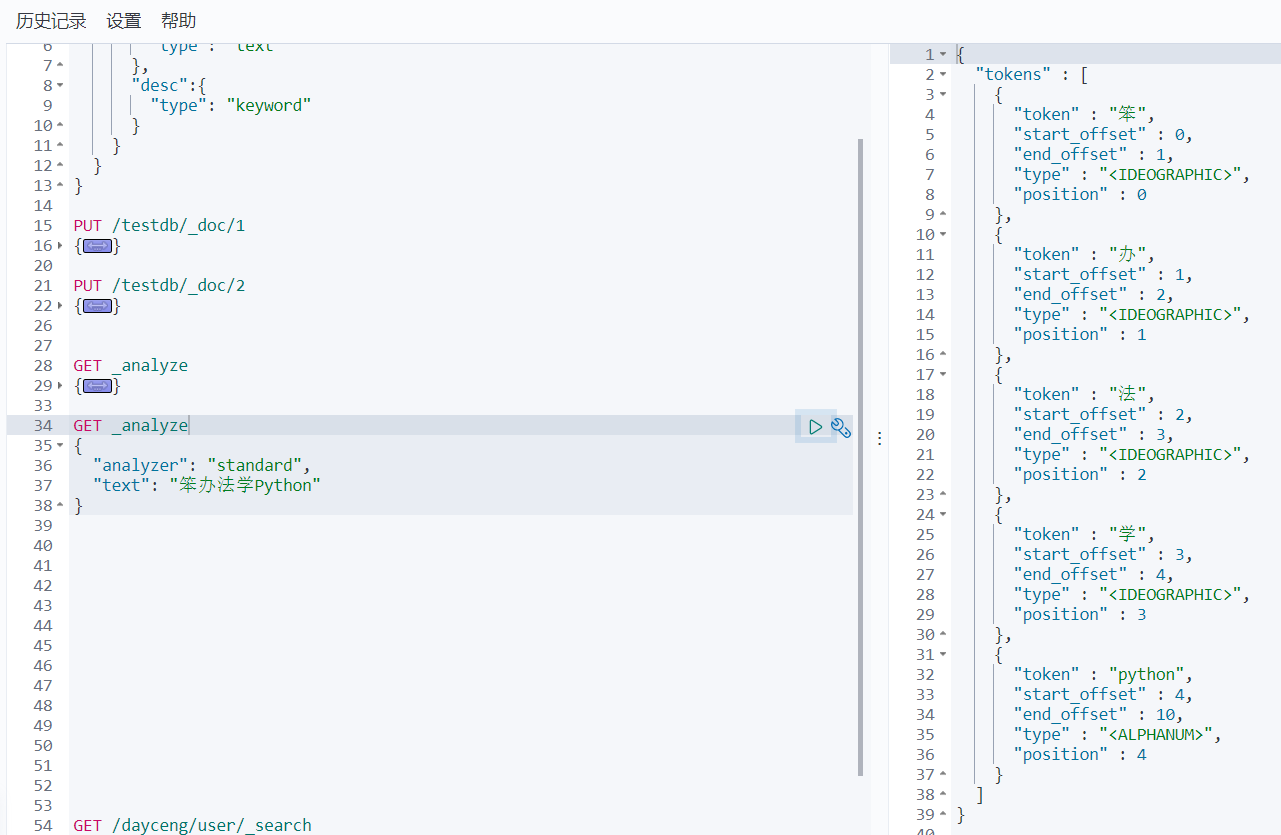 历史记录 设置 帮助
6 "type": "text"
7 },
8 "desc":{
9 "type": "keyword"
10 }
11 }
12 }
13 }
14
15 PUT /testdb/_doc/1
16 {}
20
21 PUT /testdb/_doc/2
22 {}
26
27
28 GET _analyze
29 {}
33
34 GET _analyze
35 {
36 "analyzer": "standard",
37 "text": "笨办法学Python"
38 }
39
40
41
42
43
44
45
46
47
48
49
50
51
52
53
54 GET /dayceng/user/_search
1 {
2 "tokens" : [
3 {
4 "token" : "笨",
5 "start_offset" : 0,
6 "end_offset" : 1,
7 "type" : "<IDEOGRAPHIC>",
8 "position" : 0
9 },
10 {
11 "token" : "办",
12 "start_offset" : 1,
13 "end_offset" : 2,
14 "type" : "<IDEOGRAPHIC>",
15 "position" : 1
16 },
17 {
18 "token" : "法",
19 "start_offset" : 2,
20 "end_offset" : 3,
21 "type" : "<IDEOGRAPHIC>",
22 "position" : 2
23 },
24 {
25 "token" : "学",
26 "start_offset" : 3,
27 "end_offset" : 4,
28 "type" : "<IDEOGRAPHIC>",
29 "position" : 3
30 },
31 {
32 "token" : "python",
33 "start_offset" : 4,
34 "end_offset" : 10,
35 "type" : "<ALPHANUM>",
36 "position" : 4
37 }
38 ]
39 }
40